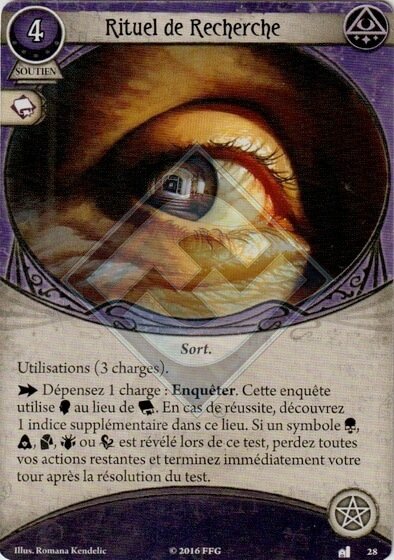 4
Rituel de Recherche
SOUTIEN
Sort.
Utilisations (3 charges).
Dépensez 1 charge : Enquêter. Cette enquête
utilise au lieu de . En cas de réussite, découvrez
1 indice supplémentaire dans ce lieu. Si un symbole ,
, , ou est révélé lors de ce test, perdez toutes
vos actions restantes et terminez immédiatement votre
tour après la résolution du test.
Illus. Romana Kendelic
© 2016 FFG
28